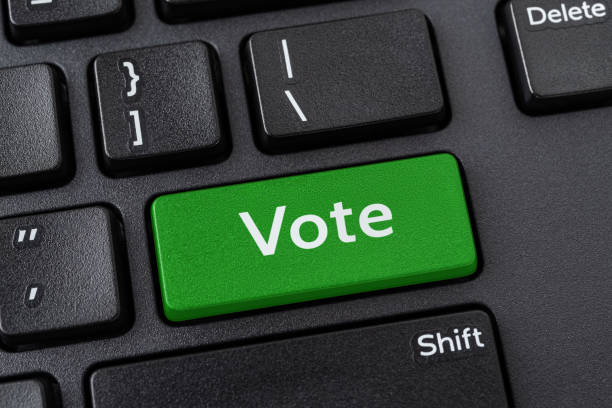 Delete
|
\
}
]
Vote
"
'
Shift